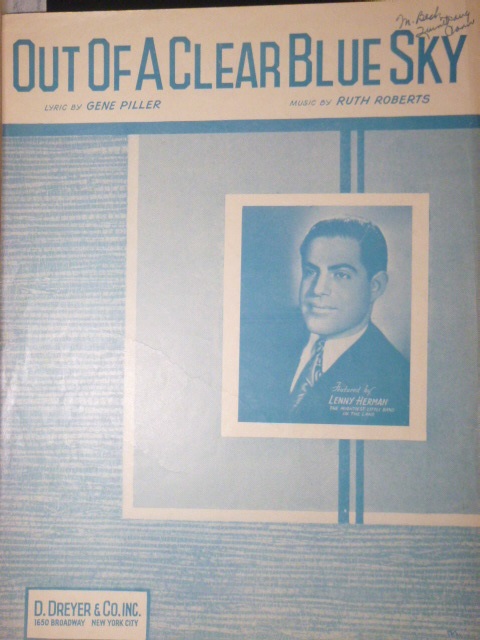 M. Beck
OUT OF A CLEAR BLUE SKY
LYRIC BY GENE PILLER
MUSIC BY RUTH ROBERTS
Featured by
LENNY HERMAN
THE MIGHTIEST LITTLE BAND
IN THE LAND
D. DREYER & CO. INC.
1650 BROADWAY NEW YORK CITY